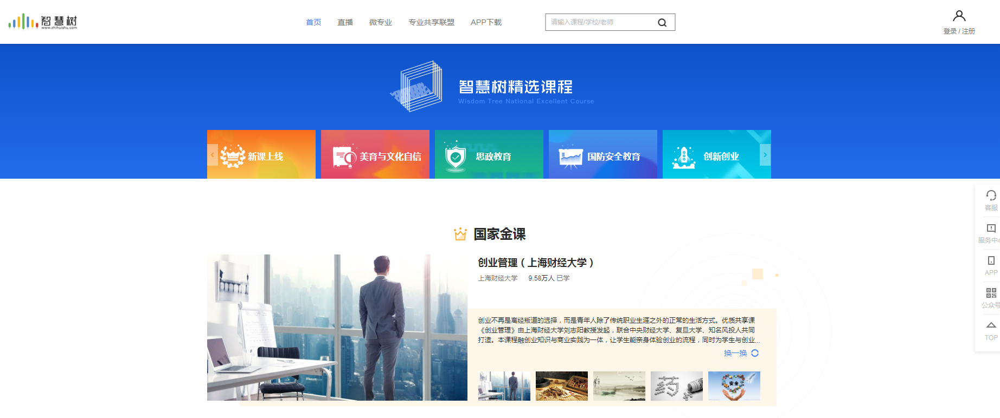 智慧树
www.zhihuishu.com
首页
直播
微专业
专业共享联盟
APP下载
请输入课程/学校/老师
登录 / 注册
智慧树精选课程
Wisdom Tree National Excellent Course
新课上线
美育与文化自信
思政教育
国防安全教育
创新创业
国家金课
创业管理（上海财经大学）
上海财经大学 9.58万人 已学
创业不再是离经叛道的选择，而是青年人除了传统职业生涯之外的正常的生活方式。优质共享课
《创业管理》由上海财经大学刘志阳教授发起，联合中央财经大学、复旦大学、知名风投人共同
打造。本课程融创业知识与商业实践为一体，让学生能亲身体验创业的流程，同时为学生与创业...
换一换
药
安全
客服
服务中心
APP
公众号
TOP